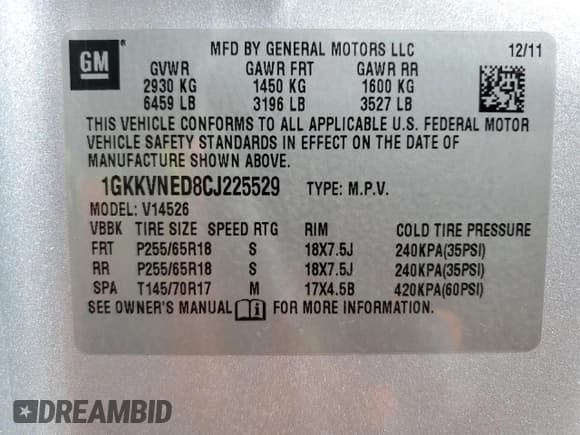 GM MFD BY GENERAL MOTORS LLC 12/11
GVWR GAWR FRT GAWR RR
2930 KG 1450 KG 1600 KG
6459 LB 3196 LB 3527 LB
THIS VEHICLE CONFORMS TO ALL APPLICABLE U.S. FEDERAL MOTOR
VEHICLE SAFETY STANDARDS IN EFFECT ON THE DATE OF
MANUFACTURE SHOWN ABOVE.
1GKKVNED8CJ225529 TYPE: M.P.V.
MODEL: V14526
VBBK TIRE SIZE SPEED RTG RIM COLD TIRE PRESSURE
FRT P255/65R18 S 18X7.5J 240KPA(35PSI)
RR P255/65R18 S 18X7.5J 240KPA(35PSI)
SPA T145/70R17 M 17X4.5B 420KPA(60PSI)
SEE OWNER'S MANUAL i FOR MORE INFORMATION.
DREAMBID